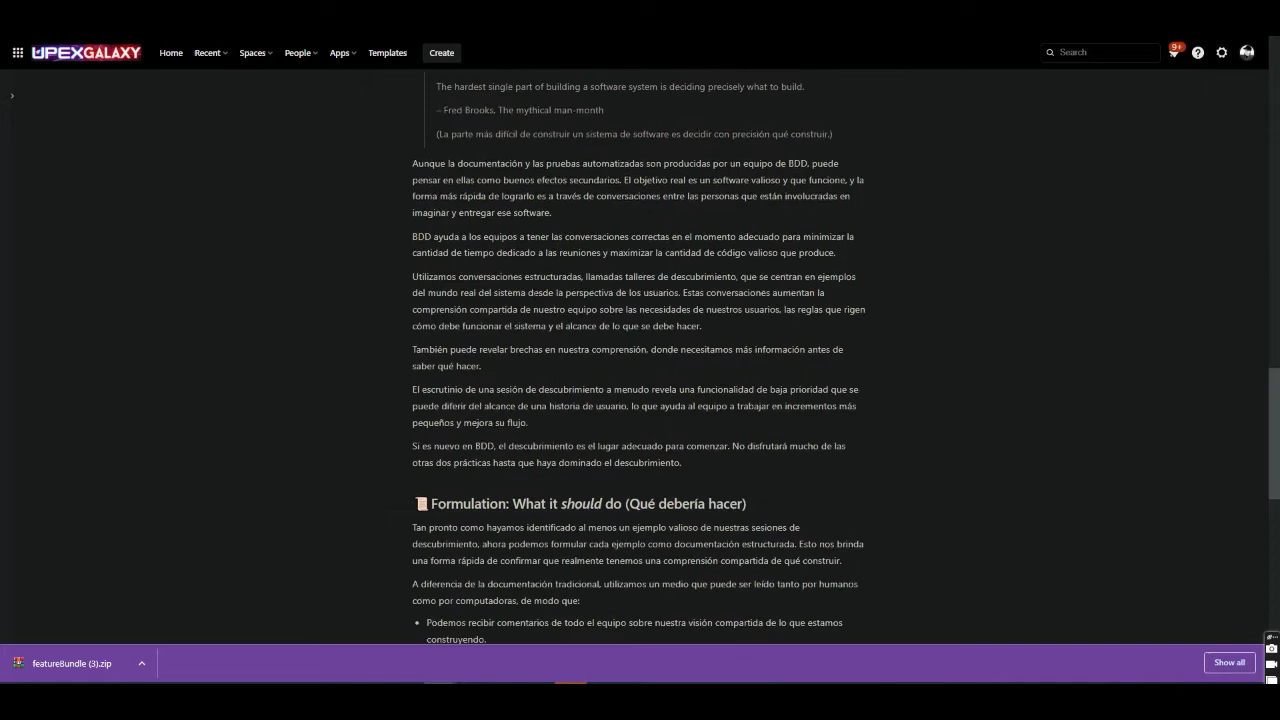 UPEXGALAXY Home Recent Spaces People Apps Templates Create Search 9+
The hardest single part of building a software system is deciding precisely what to build.
– Fred Brooks, The mythical man-month
(La parte más difícil de construir un sistema de software es decidir con precisión qué construir.)
Aunque la documentación y las pruebas automatizadas son producidas por un equipo de BDD, puede
pensar en ellas como buenos efectos secundarios. El objetivo real es un software valioso y que funcione, y la
forma más rápida de lograrlo es a través de conversaciones entre las personas que están involucradas en
imaginar y entregar ese software.
BDD ayuda a los equipos a tener las conversaciones correctas en el momento adecuado para minimizar la
cantidad de tiempo dedicado a las reuniones y maximizar la cantidad de código valioso que produce.
Utilizamos conversaciones estructuradas, llamadas talleres de descubrimiento, que se centran en ejemplos
del mundo real del sistema desde la perspectiva de los usuarios. Estas conversaciones aumentan la
comprensión compartida de nuestro equipo sobre las necesidades de nuestros usuarios, las reglas que rigen
cómo debe funcionar el sistema y el alcance de lo que se debe hacer.
También puede revelar brechas en nuestra comprensión, donde necesitamos más información antes de
saber qué hacer.
El escrutinio de una sesión de descubrimiento a menudo revela una funcionalidad de baja prioridad que se
puede diferir del alcance de una historia de usuario, lo que ayuda al equipo a trabajar en incrementos más
pequeños y mejora su flujo.
Si es nuevo en BDD, el descubrimiento es el lugar adecuado para comenzar. No disfrutará mucho de las
otras dos prácticas hasta que haya dominado el descubrimiento.
Formulation: What it should do (Qué debería hacer)
Tan pronto como hayamos identificado al menos un ejemplo valioso de nuestras sesiones de
descubrimiento, ahora podemos formular cada ejemplo como documentación estructurada. Esto nos brinda
una forma rápida de confirmar que realmente tenemos una comprensión compartida de qué construir.
A diferencia de la documentación tradicional, utilizamos un medio que puede ser leído tanto por humanos
como por computadoras, de modo que:
• Podemos recibir comentarios de todo el equipo sobre nuestra visión compartida de lo que estamos
construyendo.
featureBundle (3).zip Show all